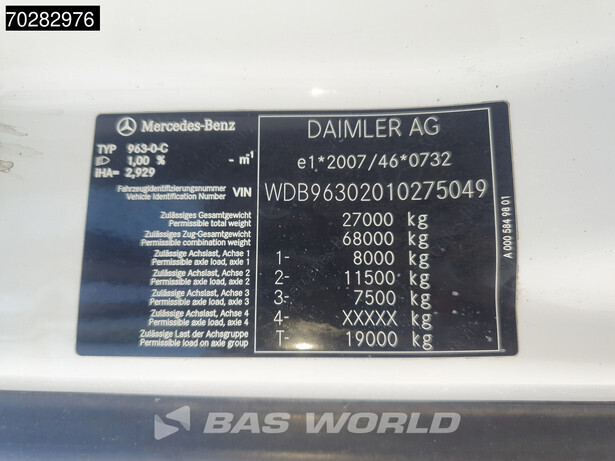 70282976
Mercedes-Benz
DAIMLER AG
TYP 963-0-C
1,00 % - m-1
iHA= 2,929
e1*2007/46*0732
Fahrzeugidentifizierungsnummer
Vehicle Identification Number VIN WDB96302010275049
Zulässiges Gesamtgewicht
Permissible total weight 27000 kg
Zulässiges Zug-Gesamtgewicht
Permissible combination weight 68000 kg
Zulässige Achslast, Achse 1
Permissible axle load, axle 1 1- 8000 kg
Zulässige Achslast, Achse 2
Permissible axle load, axle 2 2- 11500 kg
Zulässige Achslast, Achse 3
Permissible axle load, axle 3 3- 7500 kg
Zulässige Achslast, Achse 4
Permissible axle load, axle 4 4- XXXXX kg
Zulässige Last der Achsgruppe
Permissible load on axle group T- 19000 kg
A 000 584 98 01
BAS WORLD